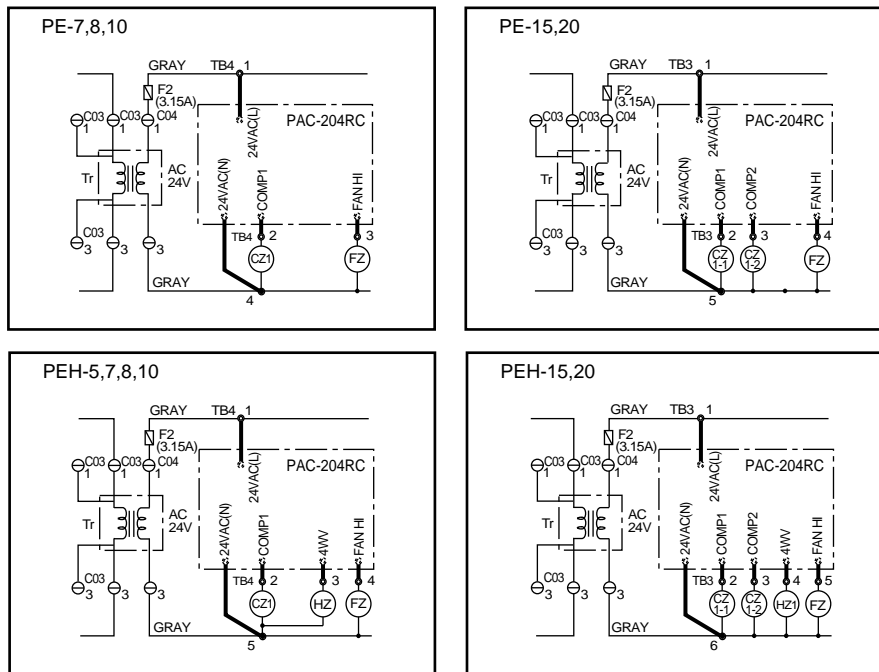 PE-7,8,10
GRAY TB4 1
F2
(3.15A)
C03 C03 C04
1 1 1
24VAC(L)
PAC-204RC
Tr
AC
24V
24VAC(N)
COMP1
FAN HI
C03
3 3 3
TB4 2 3
CZ1 FZ
GRAY
4
PE-15,20
GRAY TB3 1
F2
(3.15A)
C03 C03 C04
1 1 1
24VAC(L)
PAC-204RC
Tr
AC
24V
24VAC(N)
COMP1
COMP2
FAN HI
C03
3 3 3
TB3 2 3 4
CZ
1-1
CZ
1-2
FZ
GRAY
5
PEH-5,7,8,10
GRAY TB4 1
F2
(3.15A)
C03 C03 C04
1 1 1
24VAC(L)
PAC-204RC
Tr
AC
24V
24VAC(N)
COMP1
4WV
FAN HI
C03
3 3 3
TB4 2 3 4
CZ1 HZ FZ
GRAY
5
PEH-15,20
GRAY TB3 1
F2
(3.15A)
C03 C03 C04
1 1 1
24VAC(L)
PAC-204RC
Tr
AC
24V
24VAC(N)
COMP1
COMP2
4WV
FAN HI
C03
3 3 3
TB3 2 3 4 5
CZ
1-1
CZ
1-2
HZ1 FZ
GRAY
6